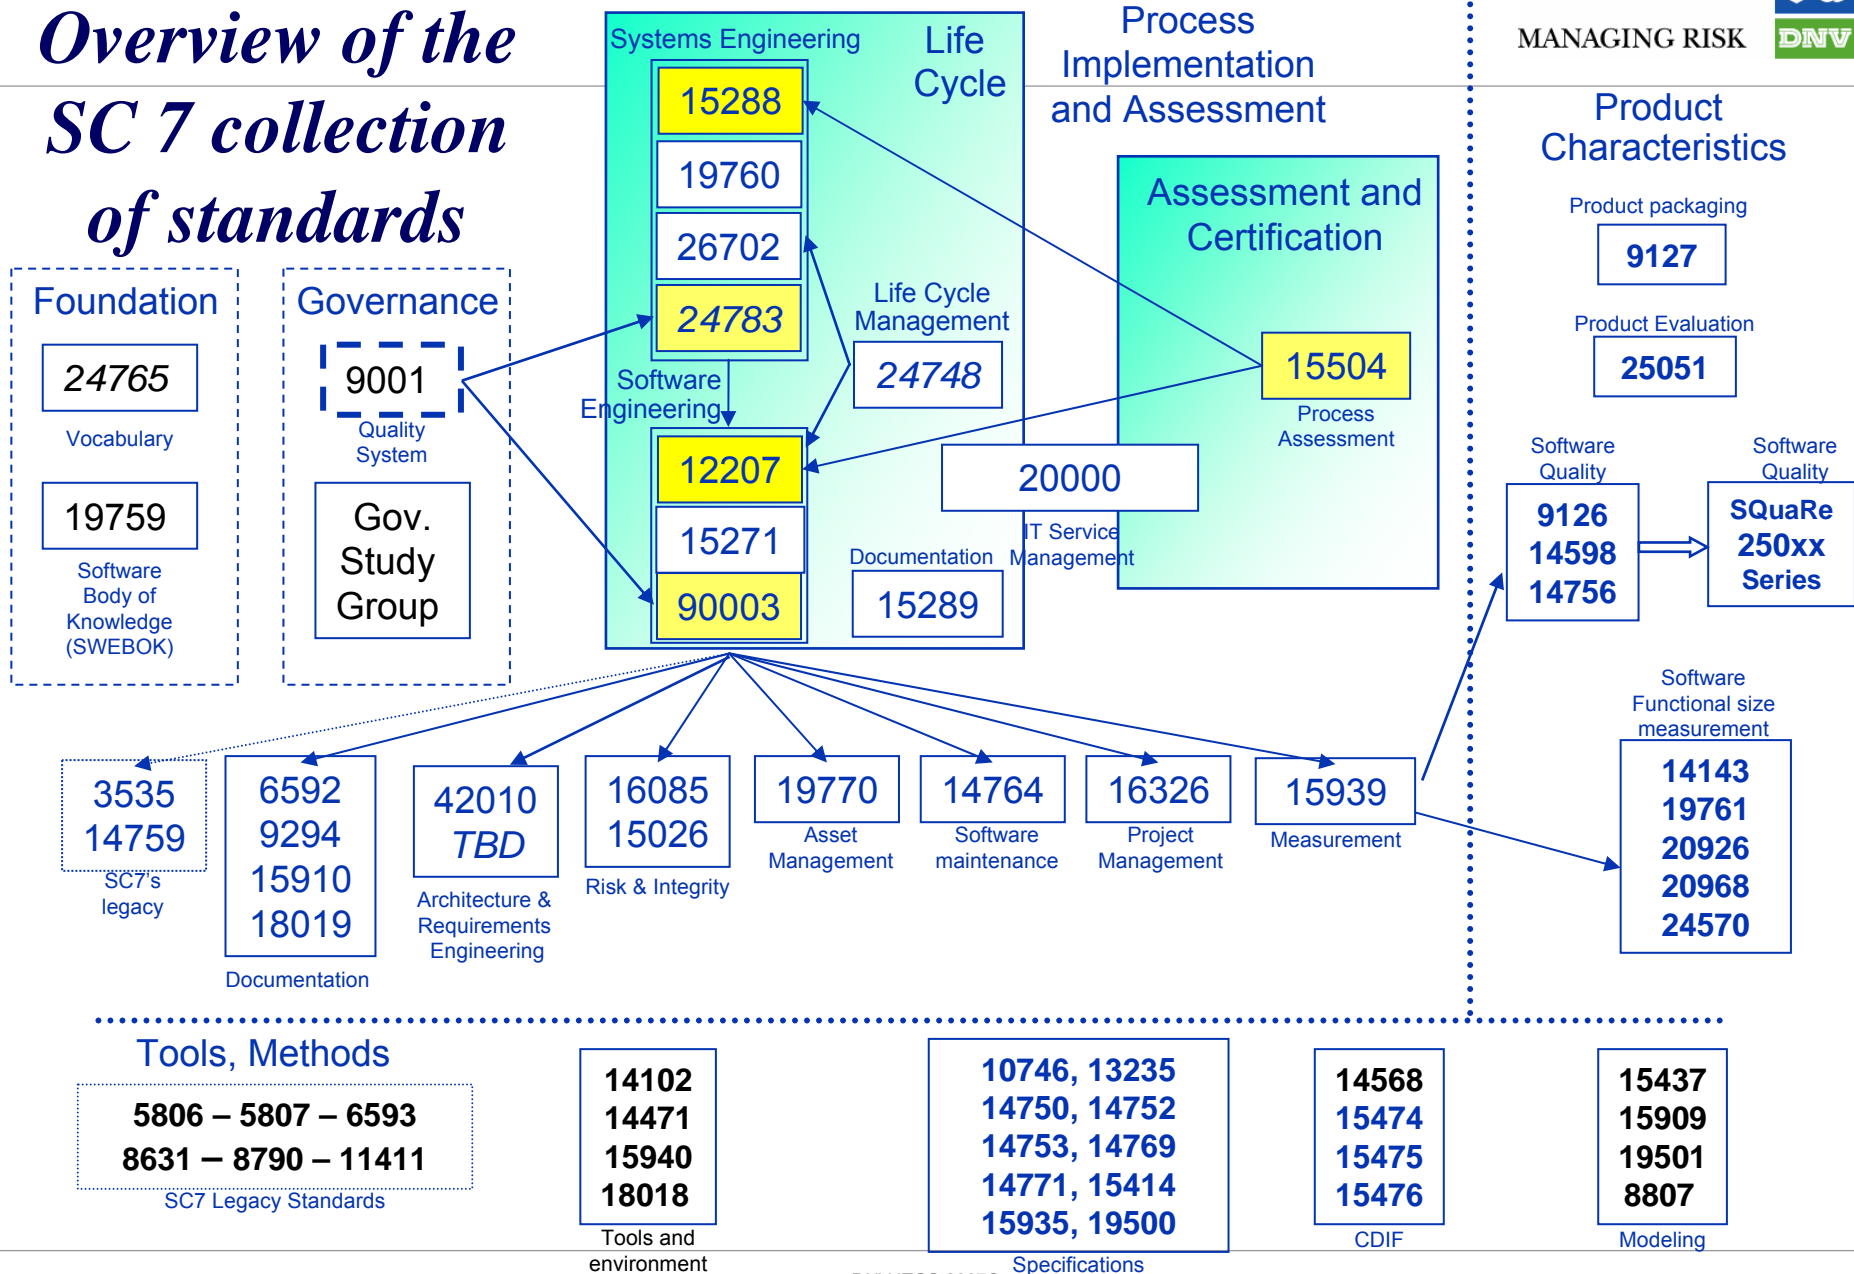 Overview of the
SC 7 collection
of standards
Systems Engineering
Life
Cycle
15288
19760
26702
24783
Process
Implementation
and Assessment
MANAGING RISK
DNV
Product
Characteristics
Product packaging
9127
Product Evaluation
25051
Assessment and
Certification
15504
Process
Assessment
Foundation
24765
Vocabulary
19759
Software
Body of
Knowledge
(SWEBOK)
Governance
9001
Quality
System
Gov.
Study
Group
Life Cycle
Management
24748
Software
Engineering
12207
15271
90003
Documentation
15289
20000
IT Service
Management
Software
Quality
9126
14598
14756
Software
Quality
SQuaRe
250xx
Series
Software
Functional size
measurement
14143
19761
20926
20968
24570
3535
14759
SC7's
legacy
6592
9294
15910
18019
Documentation
42010
TBD
Architecture &
Requirements
Engineering
16085
15026
Risk & Integrity
19770
Asset
Management
14764
Software
maintenance
16326
Project
Management
15939
Measurement
Tools, Methods
5806 – 5807 – 6593
8631 – 8790 – 11411
SC7 Legacy Standards
14102
14471
15940
18018
Tools and
environment
10746, 13235
14750, 14752
14753, 14769
14771, 15414
15935, 19500
Specifications
14568
15474
15475
15476
CDIF
15437
15909
19501
8807
Modeling